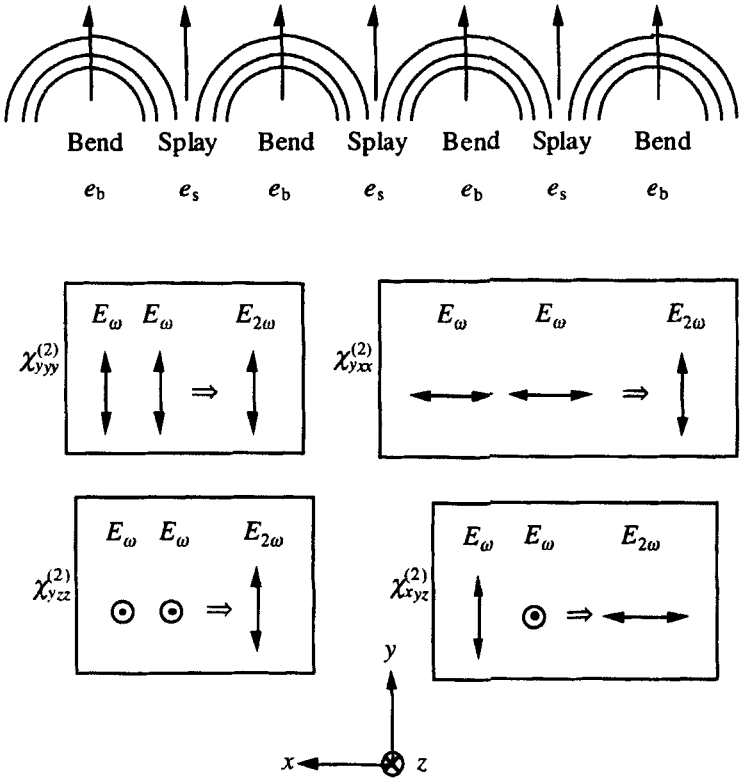 Bend Splay Bend Splay Bend Splay Bend
e_b e_s e_b e_s e_b e_s e_b
E_ω E_ω E_2ω
χ^(2)_yyy ⇒
E_ω E_ω E_2ω
χ^(2)_yxx ⇒
E_ω E_ω E_2ω
χ^(2)_yzz ⇒
E_ω E_ω E_2ω
χ^(2)_xyz ⇒
y
x z